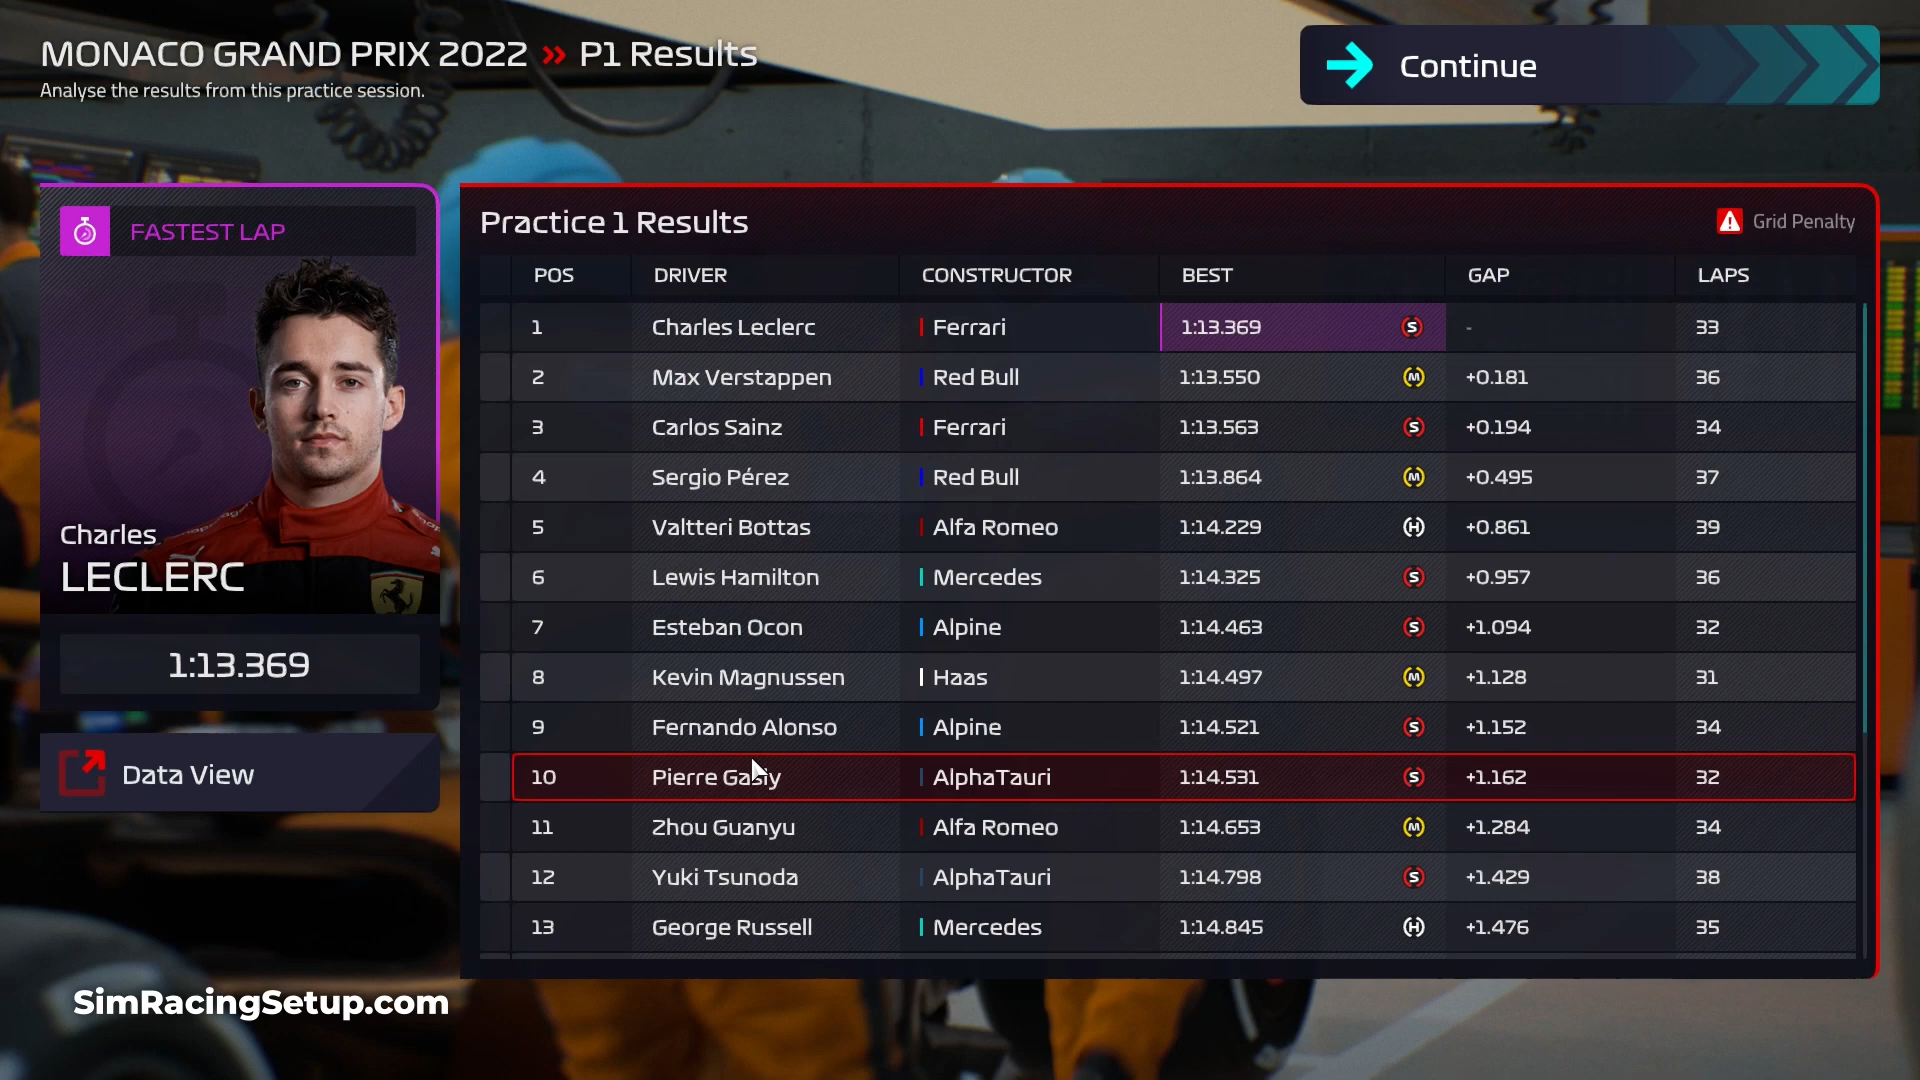 MONACO GRAND PRIX 2022 » P1 Results
Analyse the results from this practice session.
Continue
FASTEST LAP
Charles
LECLERC
1:13.369
Data View
Practice 1 Results
Grid Penalty
POS DRIVER CONSTRUCTOR BEST GAP LAPS
1 Charles Leclerc Ferrari 1:13.369 S - 33
2 Max Verstappen Red Bull 1:13.550 M +0.181 36
3 Carlos Sainz Ferrari 1:13.563 S +0.194 34
4 Sergio Pérez Red Bull 1:13.864 M +0.495 37
5 Valtteri Bottas Alfa Romeo 1:14.229 H +0.861 39
6 Lewis Hamilton Mercedes 1:14.325 S +0.957 36
7 Esteban Ocon Alpine 1:14.463 S +1.094 32
8 Kevin Magnussen Haas 1:14.497 M +1.128 31
9 Fernando Alonso Alpine 1:14.521 S +1.152 34
10 Pierre Gasly AlphaTauri 1:14.531 S +1.162 32
11 Zhou Guanyu Alfa Romeo 1:14.653 M +1.284 34
12 Yuki Tsunoda AlphaTauri 1:14.798 S +1.429 38
13 George Russell Mercedes 1:14.845 H +1.476 35
SimRacingSetup.com